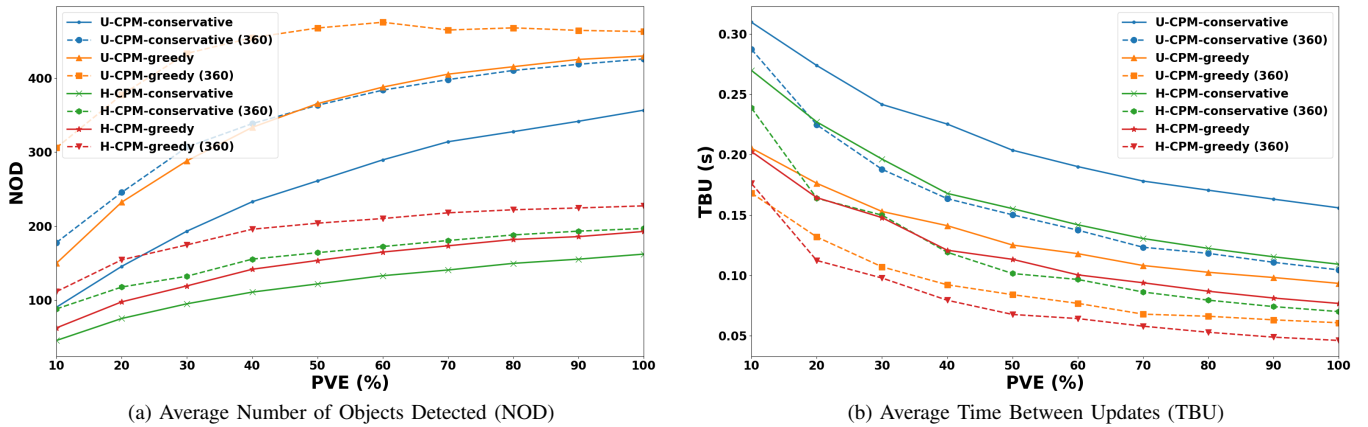 U-CPM-conservative
U-CPM-conservative (360)
U-CPM-greedy
U-CPM-greedy (360)
H-CPM-conservative
H-CPM-conservative (360)
H-CPM-greedy
H-CPM-greedy (360)
NOD
400
300
200
100
10 20 30 40 50 60 70 80 90 100
PVE (%)
(a) Average Number of Objects Detected (NOD)
U-CPM-conservative
U-CPM-conservative (360)
U-CPM-greedy
U-CPM-greedy (360)
H-CPM-conservative
H-CPM-conservative (360)
H-CPM-greedy
H-CPM-greedy (360)
TBU (s)
0.30
0.25
0.20
0.15
0.10
0.05
10 20 30 40 50 60 70 80 90 100
PVE (%)
(b) Average Time Between Updates (TBU)